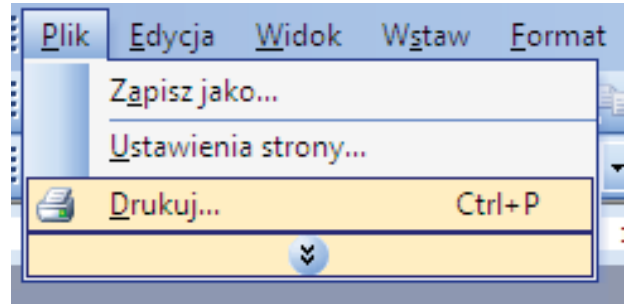 Plik Edycja Widok Wstaw Format
Zapisz jako...
Ustawienia strony...
Drukuj... Ctrl+P